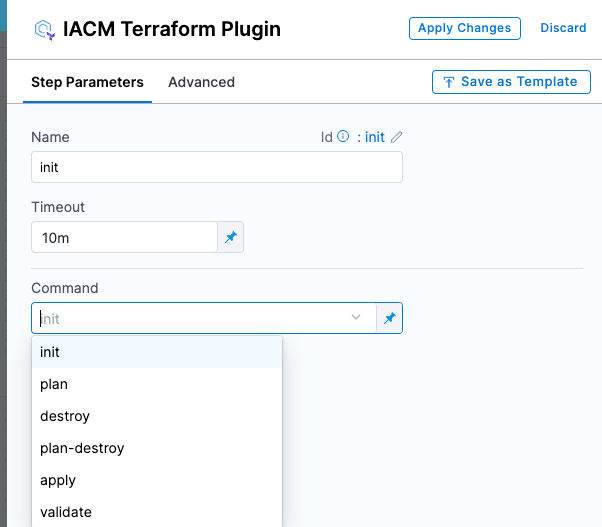 IACM Terraform Plugin
Apply Changes
Discard
Step Parameters
Advanced
Save as Template
Name
Id : init
init
Timeout
10m
Command
init
init
plan
destroy
plan-destroy
apply
validate